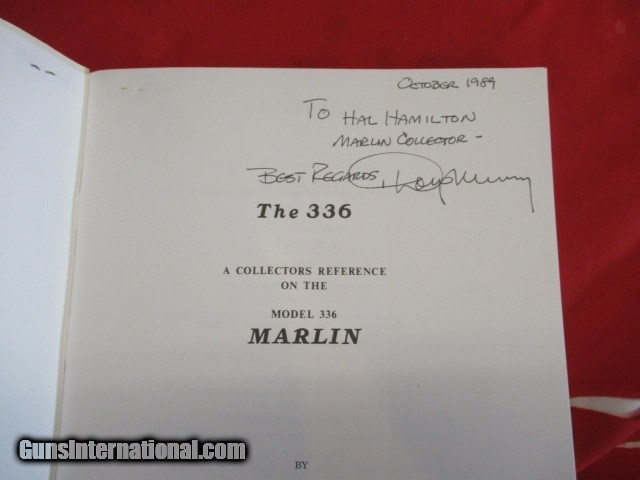 OCTOBER 1989
TO HAL HAMILTON
MARLIN COLLECTOR -
BEST REGARDS,
The 336
A COLLECTORS REFERENCE
ON THE
MODEL 336
MARLIN
BY
GunsInternational.com